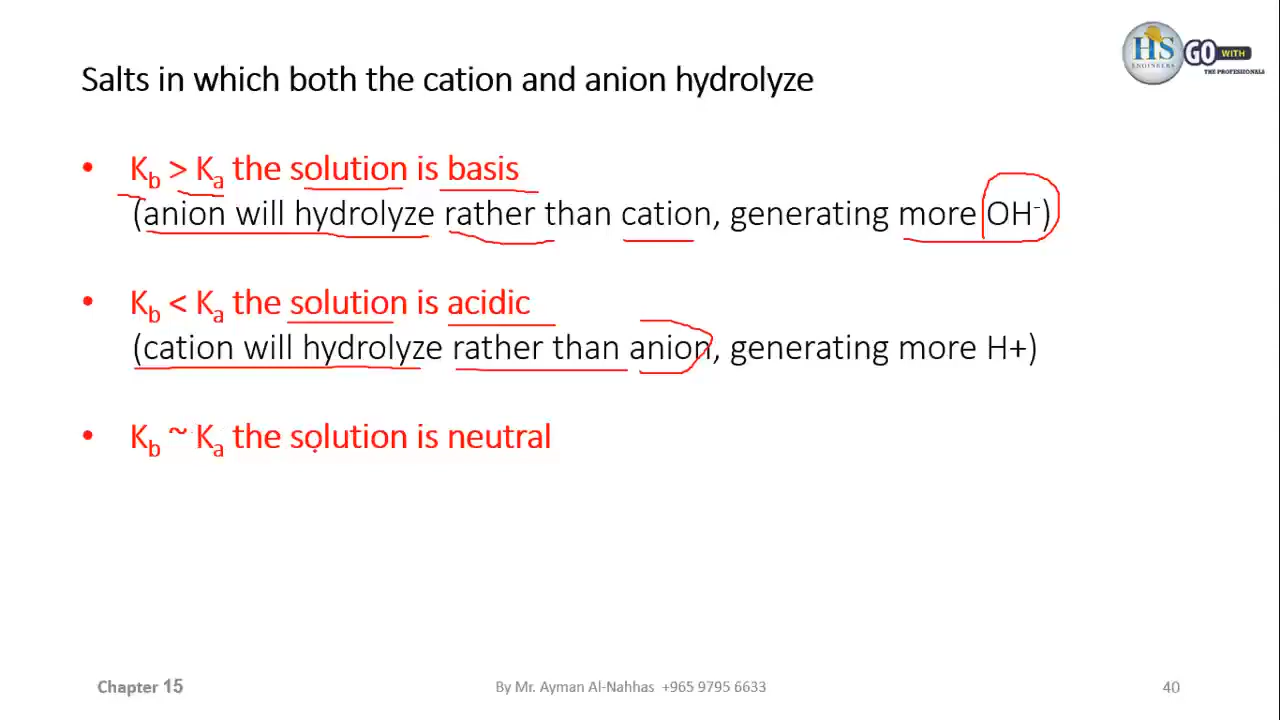 HS
ENGINEERS
GO WITH
THE PROFESSIONALS
Salts in which both the cation and anion hydrolyze
• Kb > Ka the solution is basis
(anion will hydrolyze rather than cation, generating more OH-)
• Kb < Ka the solution is acidic
(cation will hydrolyze rather than anion, generating more H+)
• Kb ~ Ka the solution is neutral
Chapter 15
By Mr. Ayman Al-Nahhas +965 9795 6633
40